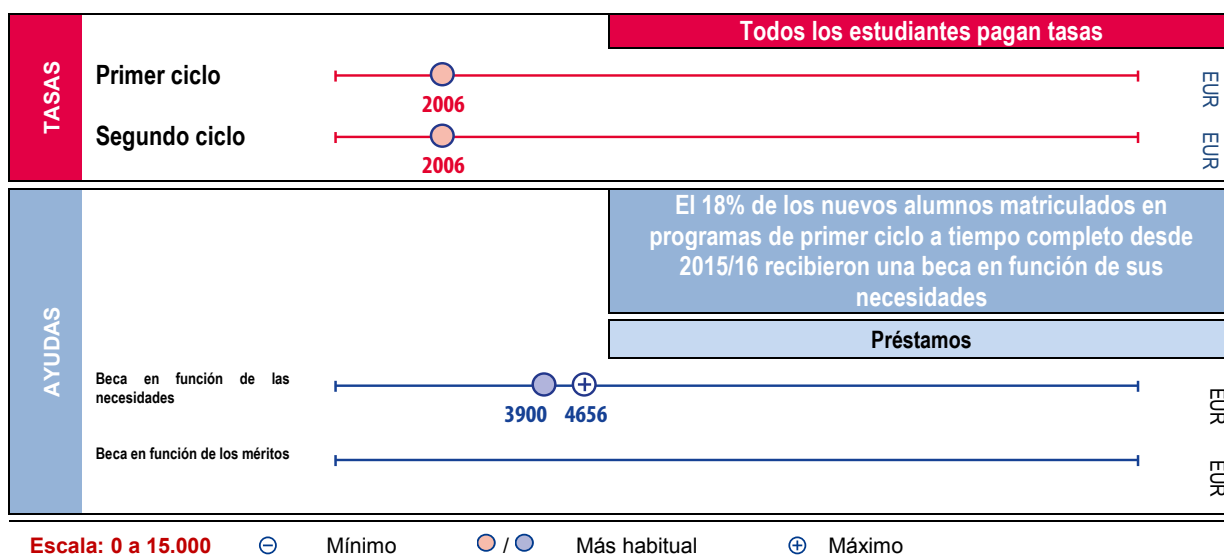 Todos los estudiantes pagan tasas
TASAS
Primer ciclo
2006
EUR
Segundo ciclo
2006
EUR
AYUDAS
El 18% de los nuevos alumnos matriculados en
programas de primer ciclo a tiempo completo desde
2015/16 recibieron una beca en función de sus
necesidades
Préstamos
Beca en función de las
necesidades
3900 4656
EUR
Beca en función de los méritos
EUR
Escala: 0 a 15.000 Mínimo / Más habitual Máximo